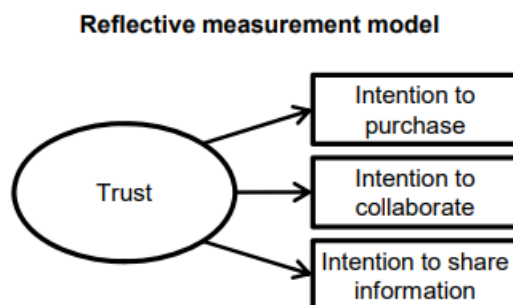 Reflective measurement model
Intention to
purchase
Trust
Intention to
collaborate
Intention to share
information